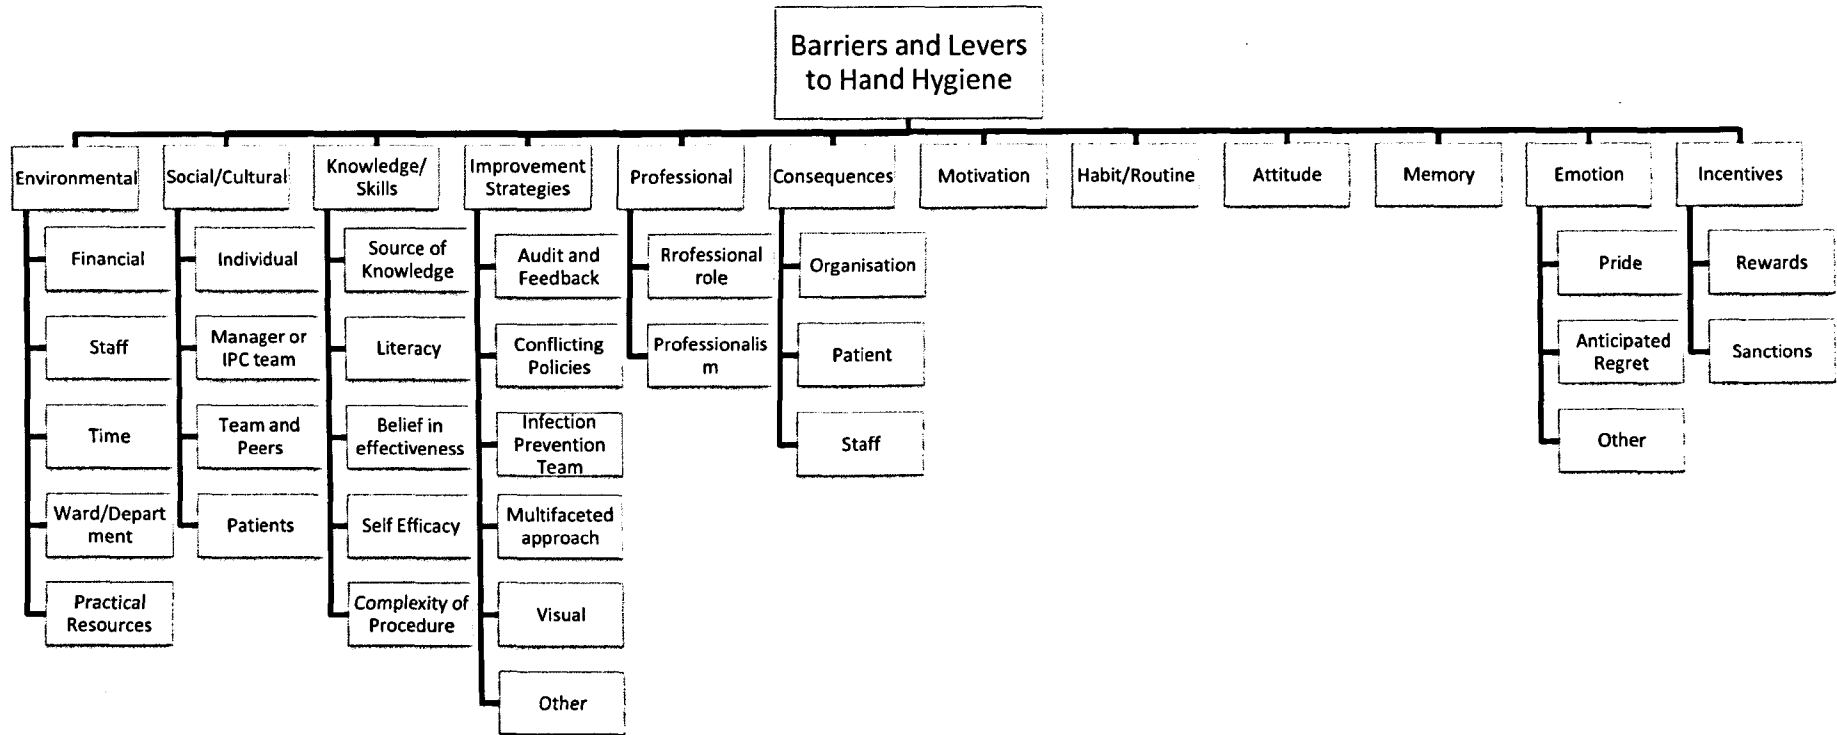 Barriers and Levers
to Hand Hygiene
Environmental
Social/Cultural
Knowledge/
Skills
Improvement
Strategies
Professional
Consequences
Motivation
Habit/Routine
Attitude
Memory
Emotion
Incentives
Financial
Staff
Time
Ward/Depart
ment
Practical
Resources
Individual
Manager or
IPC team
Team and
Peers
Patients
Source of
Knowledge
Literacy
Belief in
effectiveness
Self Efficacy
Complexity of
Procedure
Audit and
Feedback
Conflicting
Policies
Infection
Prevention
Team
Multifaceted
approach
Visual
Other
Rrofessional
role
Professionalis
m
Organisation
Patient
Staff
Pride
Anticipated
Regret
Other
Rewards
Sanctions